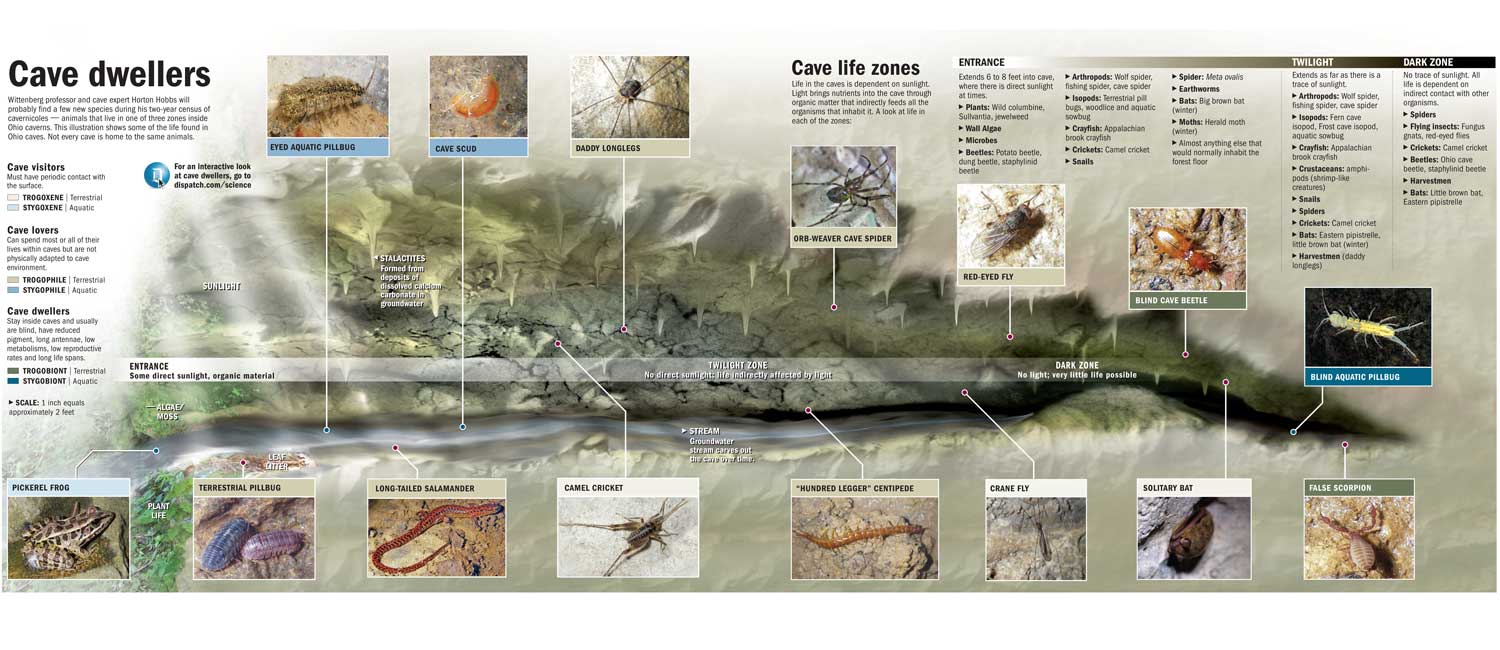 Cave dwellers
Wittenberg professor and cave expert Horton Hobbs will
probably find a few new species during his two-year census of
cavernicoles — animals that live in one of three zones inside
Ohio caverns. This illustration shows some of the life found in
Ohio caves. Not every cave is home to the same animals.
Cave visitors
Must have periodic contact with
the surface.
TROGOXENE | Terrestrial
STYGOXENE | Aquatic
Cave lovers
Can spend most or all of their
lives within caves but are not
physically adapted to cave
environment.
TROGOPHILE | Terrestrial
STYGOPHILE | Aquatic
Cave dwellers
Stay inside caves and usually
are blind, have reduced
pigment, long antennae, low
metabolisms, low reproductive
rates and long life spans.
TROGOBIONT | Terrestrial
STYGOBIONT | Aquatic
▶ SCALE: 1 inch equals
approximately 2 feet
For an interactive look
at cave dwellers, go to
dispatch.com/science
EYED AQUATIC PILLBUG
CAVE SCUD
DADDY LONGLEGS
Cave life zones
Life in the caves is dependent on sunlight.
Light brings nutrients into the cave through
organic matter that indirectly feeds all the
organisms that inhabit it. A look at life in
each of the zones:
ENTRANCE
Extends 6 to 8 feet into cave,
where there is direct sunlight
at times.
▶ Plants: Wild columbine,
Sullvantia, jewelweed
▶ Wall Algae
▶ Microbes
▶ Beetles: Potato beetle,
dung beetle, staphylinid
beetle
▶ Arthropods: Wolf spider,
fishing spider, cave spider
▶ Isopods: Terrestrial pill
bugs, woodlice and aquatic
sowbug
▶ Crayfish: Appalachian
brook crayfish
▶ Crickets: Camel cricket
▶ Snails
▶ Spider: Meta ovalis
▶ Earthworms
▶ Bats: Big brown bat
(winter)
▶ Moths: Herald moth
(winter)
▶ Almost anything else that
would normally inhabit the
forest floor
TWILIGHT
Extends as far as there is a
trace of sunlight.
▶ Arthropods: Wolf spider,
fishing spider, cave spider
▶ Isopods: Fern cave
isopod, Frost cave isopod,
aquatic sowbug
▶ Crayfish: Appalachian
brook crayfish
▶ Crustaceans: amphi-
pods (shrimp-like
creatures)
▶ Snails
▶ Spiders
▶ Crickets: Camel cricket
▶ Bats: Eastern pipistrelle,
little brown bat (winter)
▶ Harvestmen (daddy
longlegs)
DARK ZONE
No trace of sunlight. All
life is dependent on
indirect contact with other
organisms.
▶ Spiders
▶ Flying insects: Fungus
gnats, red-eyed flies
▶ Crickets: Camel cricket
▶ Beetles: Ohio cave
beetle, staphylinid beetle
▶ Harvestmen
▶ Bats: Little brown bat,
Eastern pipistrelle
ORB-WEAVER CAVE SPIDER
RED-EYED FLY
BLIND CAVE BEETLE
BLIND AQUATIC PILLBUG
SUNLIGHT
◀ STALACTITES
Formed from
deposits of
dissolved calcium
carbonate in
groundwater
ENTRANCE
Some direct sunlight, organic material
TWILIGHT ZONE
No direct sunlight; life indirectly affected by light
DARK ZONE
No light; very little life possible
ALGAE/
MOSS
▶ STREAM
Groundwater
stream carves out
the cave over time.
LEAF
LITTER
PLANT
LIFE
PICKEREL FROG
TERRESTRIAL PILLBUG
LONG-TAILED SALAMANDER
CAMEL CRICKET
“HUNDRED LEGGER” CENTIPEDE
CRANE FLY
SOLITARY BAT
FALSE SCORPION